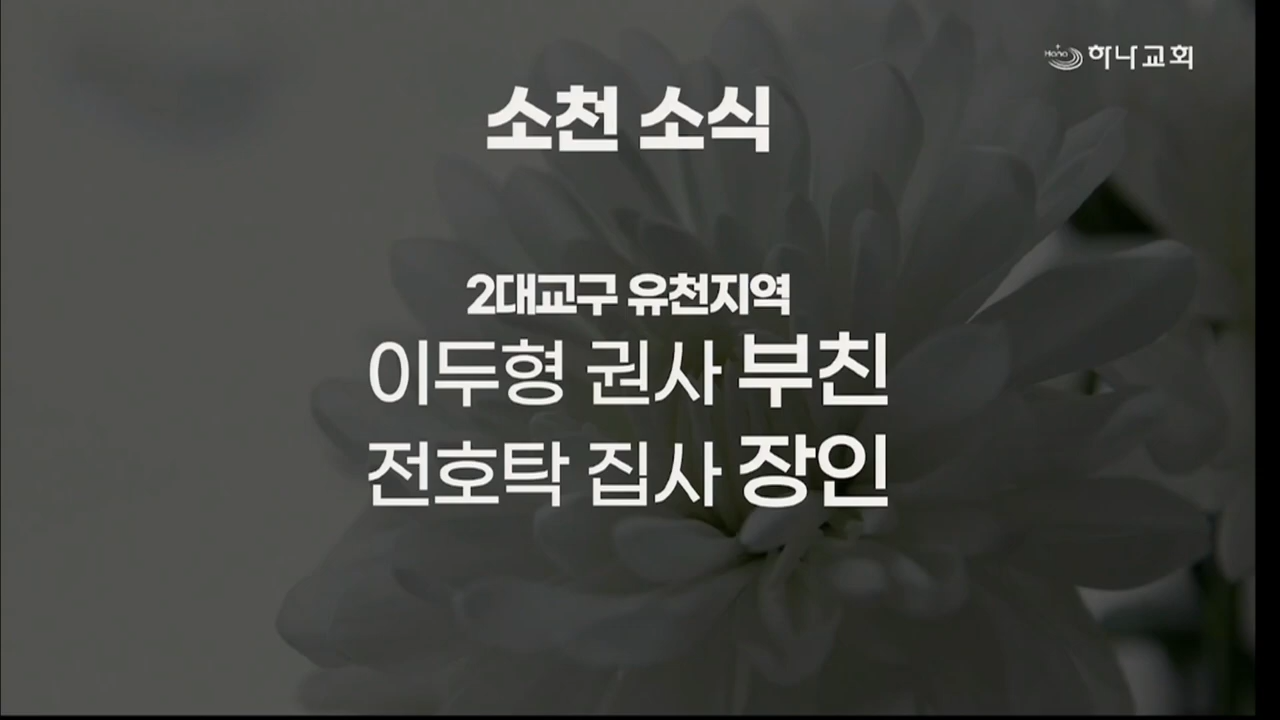 하나교회
소천 소식
2대교구 유천지역
이두형 권사 부친
전호탁 집사 장인